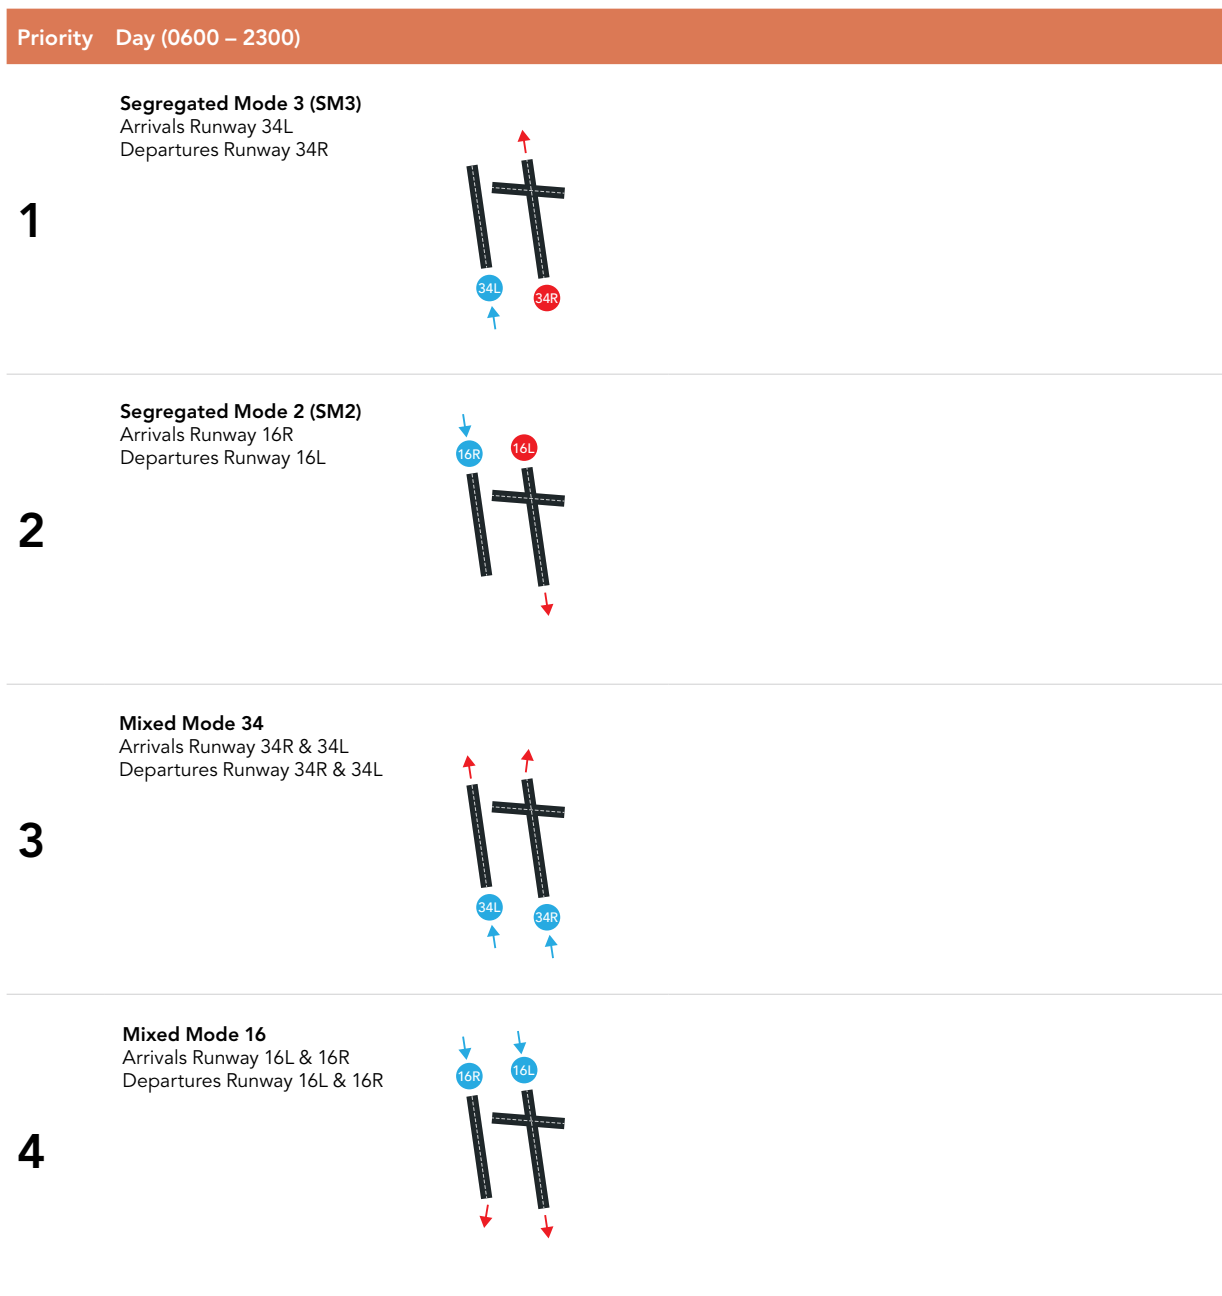 Priority Day (0600 – 2300)
1
Segregated Mode 3 (SM3)
Arrivals Runway 34L
Departures Runway 34R
34L
34R
2
Segregated Mode 2 (SM2)
Arrivals Runway 16R
Departures Runway 16L
16R
16L
3
Mixed Mode 34
Arrivals Runway 34R & 34L
Departures Runway 34R & 34L
34L
34R
4
Mixed Mode 16
Arrivals Runway 16L & 16R
Departures Runway 16L & 16R
16R
16L